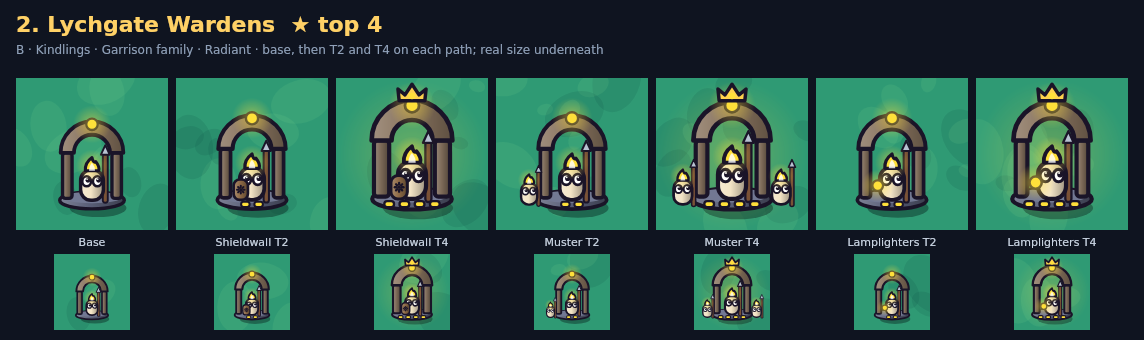 2. Lychgate Wardens ★ top 4
B · Kindlings · Garrison family · Radiant · base, then T2 and T4 on each path; real size underneath
Base
Shieldwall T2
Shieldwall T4
Muster T2
Muster T4
Lamplighters T2
Lamplighters T4